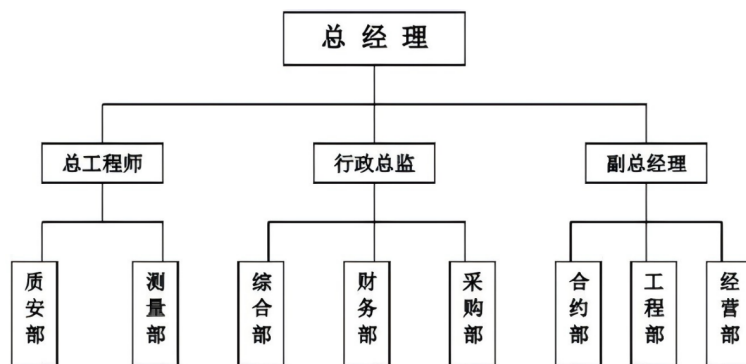 总经理
总工程师
行政总监
副总经理
质安部
测量部
综合部
财务部
采购部
合约部
工程部
经营部